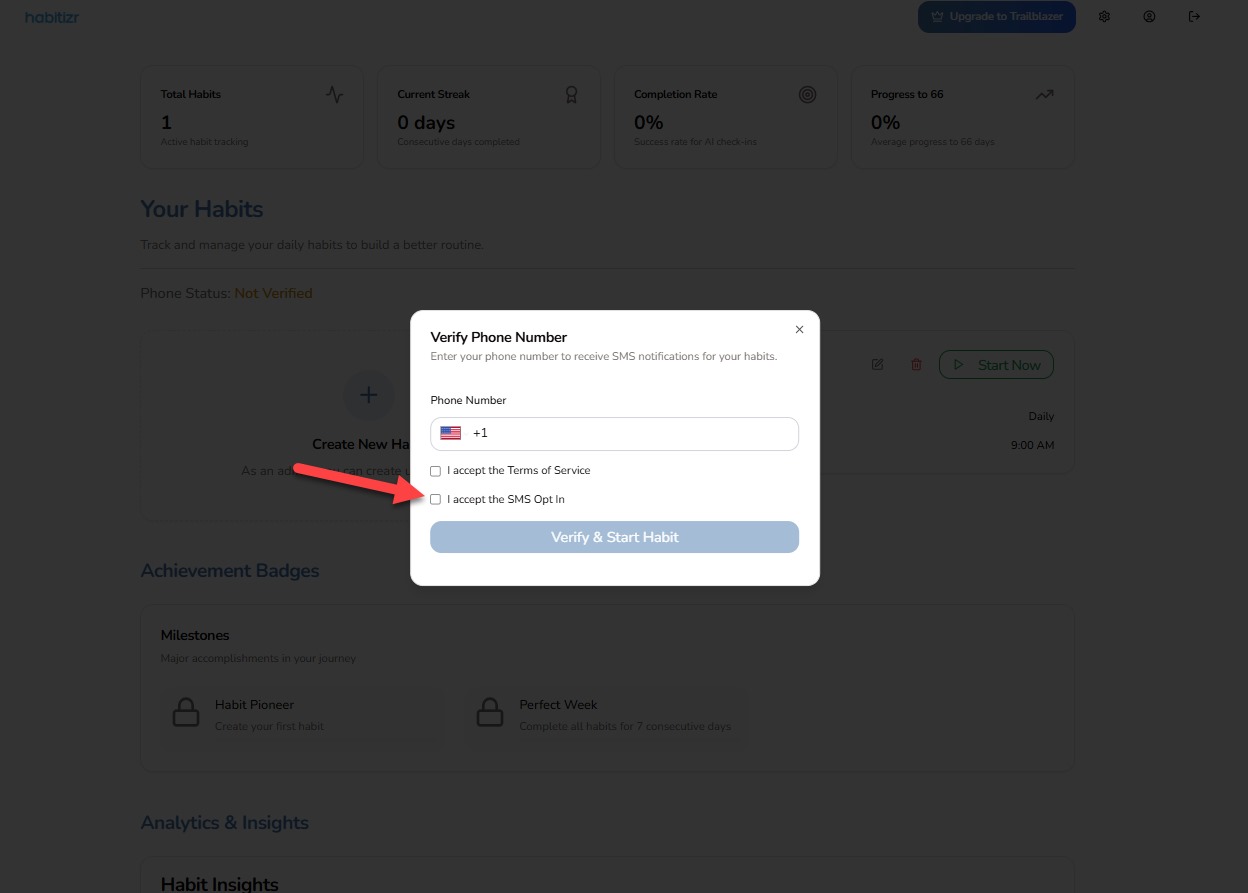 habitizr
Upgrade to Trailblazer
Total Habits
1
Active habit tracking
Current Streak
0 days
Consecutive days completed
Completion Rate
0%
Success rate for AI check-ins
Progress to 66
0%
Average progress to 66 days
Your Habits
Track and manage your daily habits to build a better routine.
Phone Status: Not Verified
Create New Ha
As an ad can create
Start Now
Daily
9:00 AM
Verify Phone Number
Enter your phone number to receive SMS notifications for your habits.
Phone Number
+1
I accept the Terms of Service
I accept the SMS Opt In
Verify & Start Habit
Achievement Badges
Milestones
Major accomplishments in your journey
Habit Pioneer
Create your first habit
Perfect Week
Complete all habits for 7 consecutive days
Analytics & Insights
Habit Insights